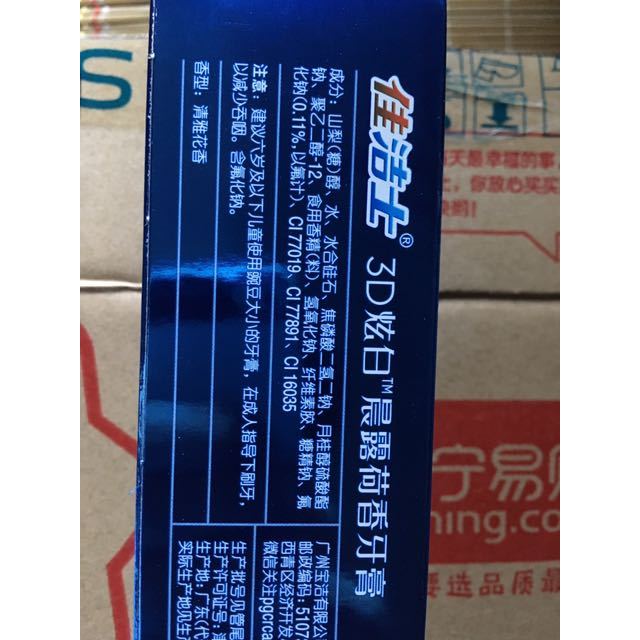 佳洁士® 3D炫白™ 晨露荷香牙膏
成分：山梨(糖)醇、水、水合硅石、焦磷酸二氢二钠、月桂醇硫酸酯
钠、聚乙二醇-12、食用香精(料)、氢氧化钠、纤维素胶、糖精钠、氟
化钠(0.11%,以氟计)、CI 77019、CI 77891、CI 16035
注意：建议六岁及以下儿童使用豌豆大小的牙膏，在成人指导下刷牙，
以减少吞咽。含氟化钠。
香型：清雅花香
广州宝洁有限公
邮政编码：5107
西青区经济开发
微信关注pgcrba
生产批号见管尾
生产许可证号：
生产地：广东(代
实际生产地见生
S
天是幸福的事，
上，你放心买买
宁易
ning.com
要选品质